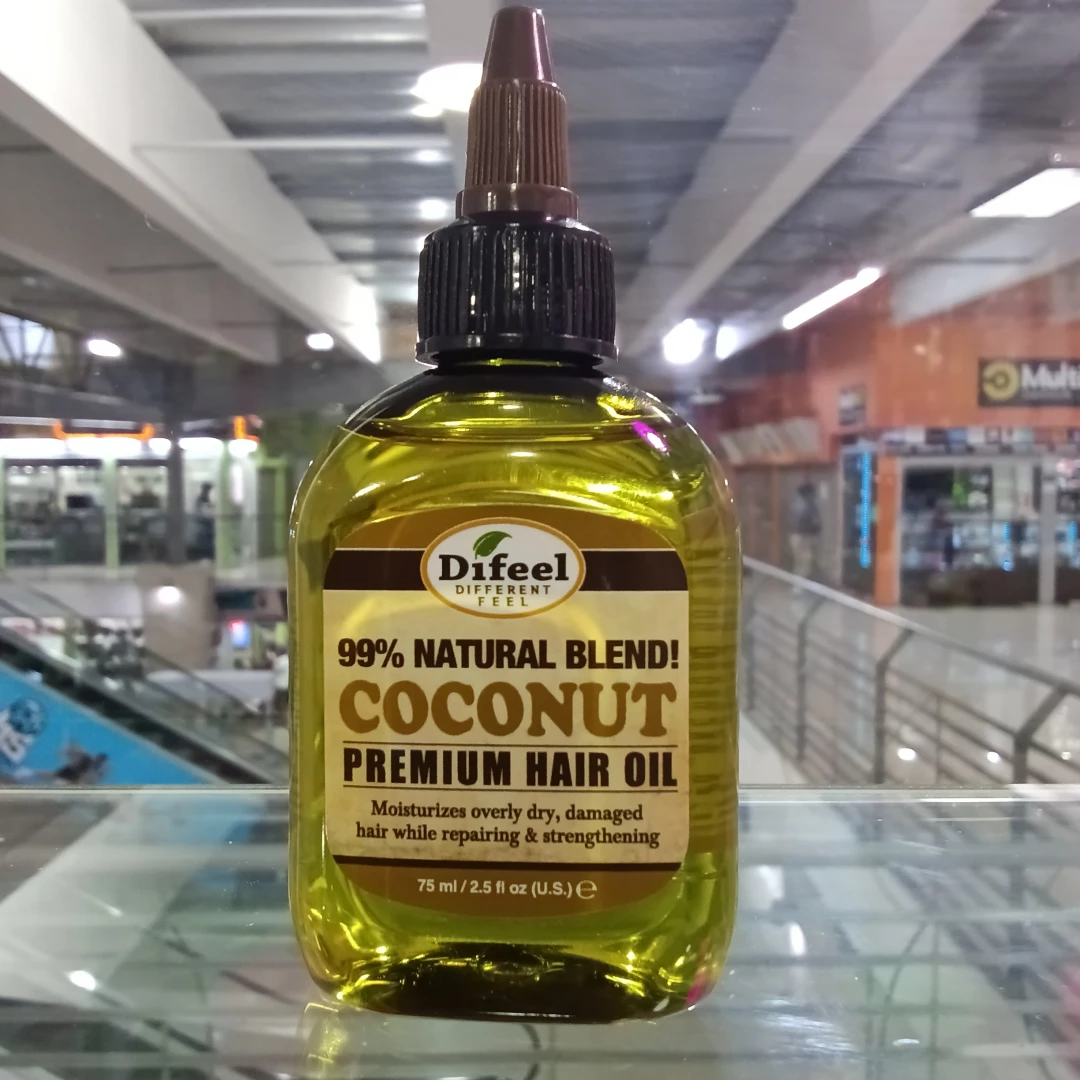 Difeel
DIFFERENT
FEEL
99% NATURAL BLEND!
COCONUT
PREMIUM HAIR OIL
Moisturizes overly dry, damaged
hair while repairing & strengthening
75 ml / 2.5 fl oz (U.S.) ℮
Multi